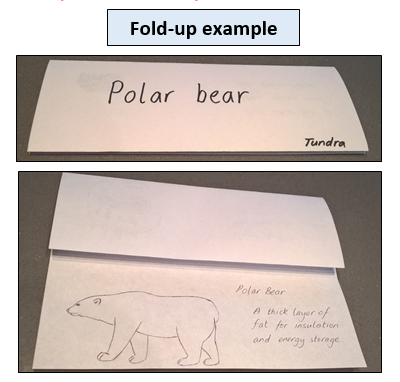 Fold-up example
Polar bear
Tundra
Polar Bear
A thick layer of
fat for insulation
and energy storage